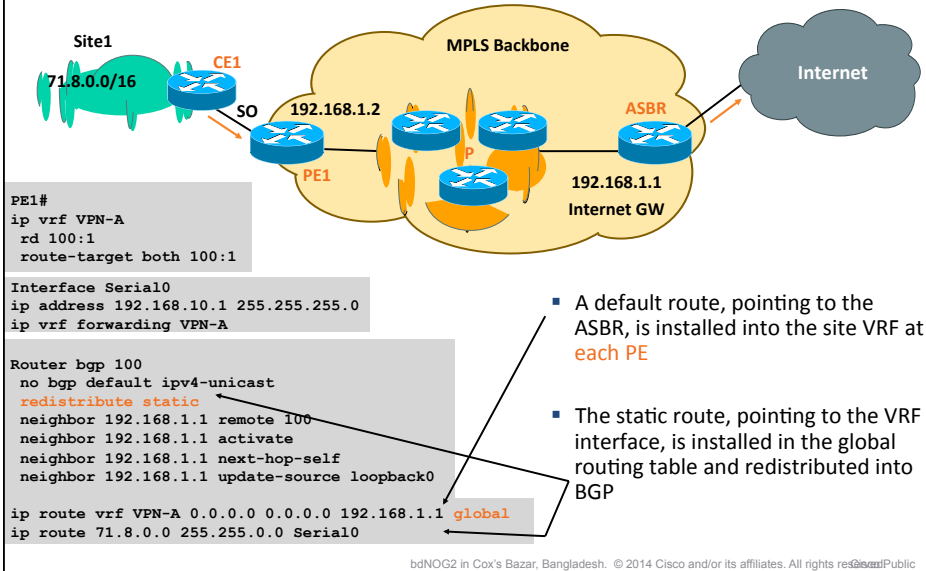 MPLS Backbone
Site1
CE1
Internet
71.8.0.0/16
SO
192.168.1.2
ASBR
PE1
P
192.168.1.1
Internet GW
PE1#
ip vrf VPN-A
rd 100:1
route-target both 100:1
Interface Serial0
ip address 192.168.10.1 255.255.255.0
ip vrf forwarding VPN-A
Router bgp 100
no bgp default ipv4-unicast
redistribute static
neighbor 192.168.1.1 remote 100
neighbor 192.168.1.1 activate
neighbor 192.168.1.1 next-hop-self
neighbor 192.168.1.1 update-source loopback0
ip route vrf VPN-A 0.0.0.0 0.0.0.0 192.168.1.1 global
ip route 71.8.0.0 255.255.0.0 Serial0
▪ A default route, pointing to the
ASBR, is installed into the site VRF at
each PE
▪ The static route, pointing to the VRF
interface, is installed in the global
routing table and redistributed into
BGP
bdNOG2 in Cox's Bazar, Bangladesh. © 2014 Cisco and/or its affiliates. All rights Public